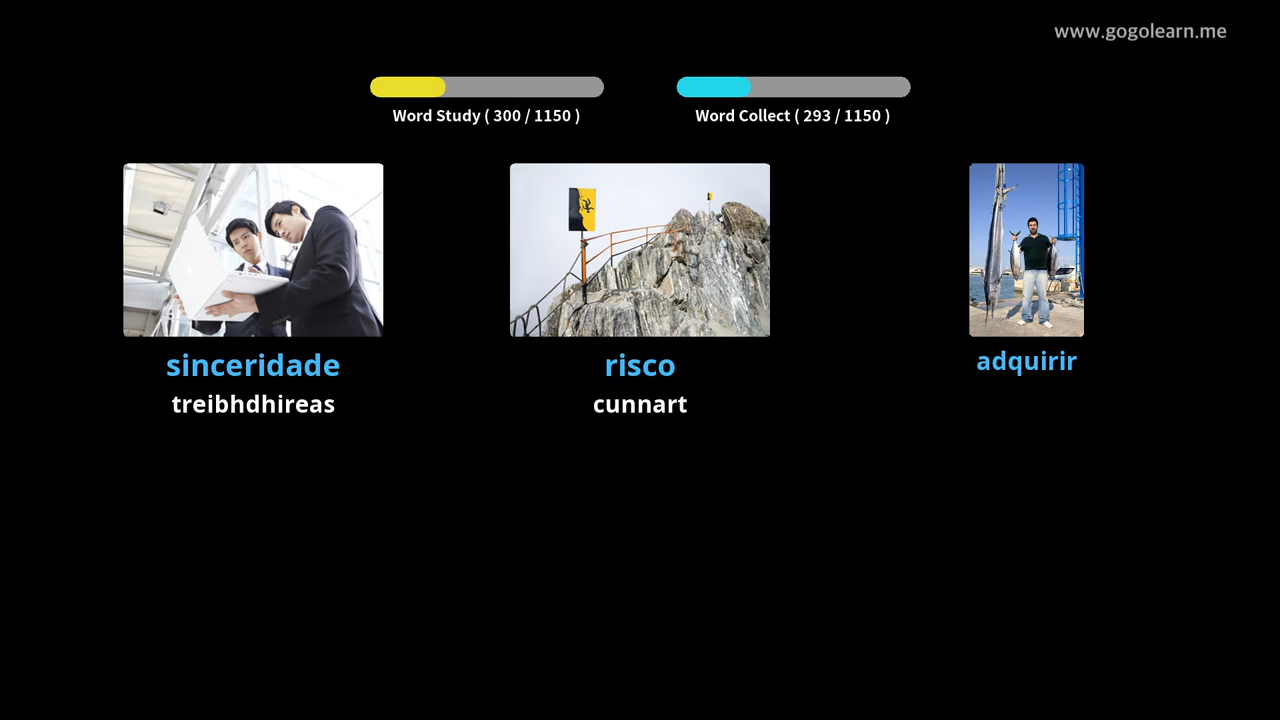 www.gogolearn.me
Word Study ( 300 / 1150 )
Word Collect ( 293 / 1150 )
sinceridade
treibhdhireas
risco
cunnart
adquirir